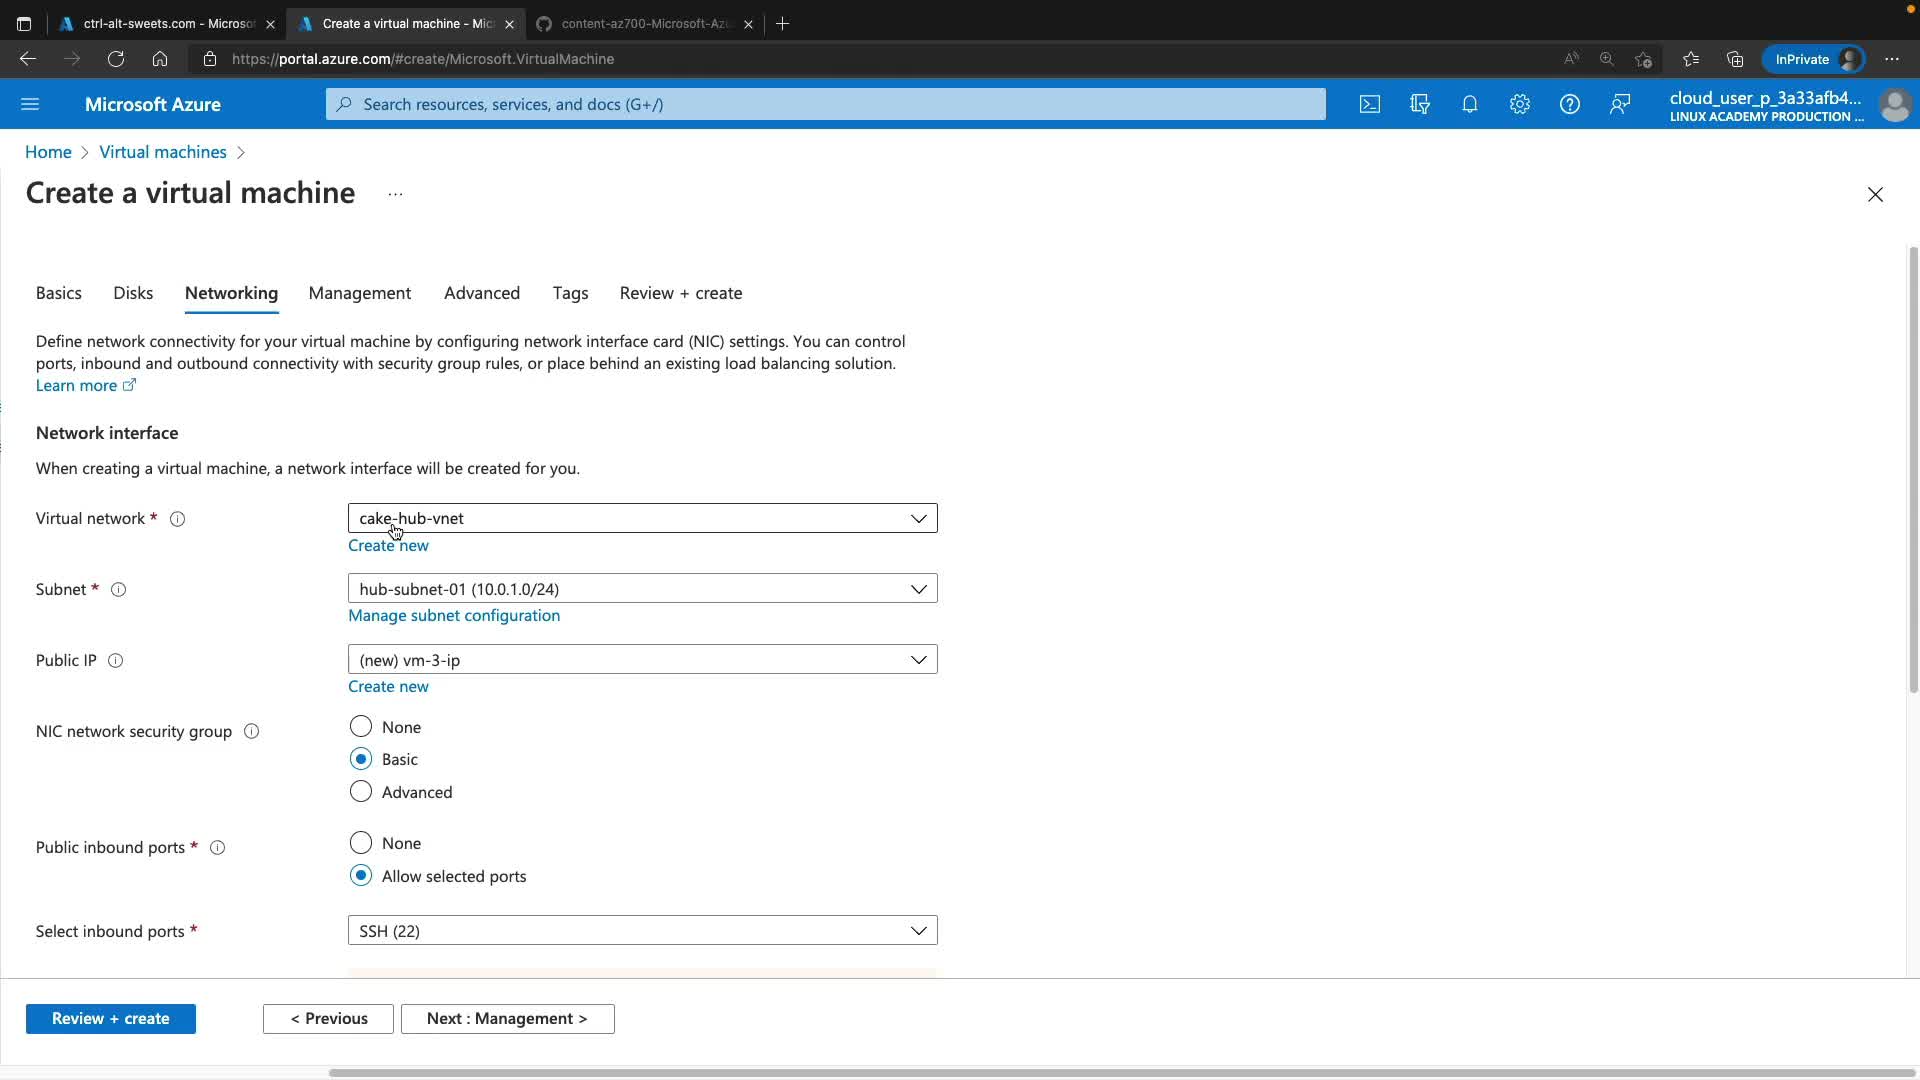 ctrl-alt-sweets.com - Microsof
Create a virtual machine - Mic
content-az700-Microsoft-Azu
https://portal.azure.com/#create/Microsoft.VirtualMachine
InPrivate
Microsoft Azure
Search resources, services, and docs (G+/)
cloud_user_p_3a33afb4...
LINUX ACADEMY PRODUCTION ...
Home > Virtual machines >
Create a virtual machine ...
Basics Disks Networking Management Advanced Tags Review + create
Define network connectivity for your virtual machine by configuring network interface card (NIC) settings. You can control
ports, inbound and outbound connectivity with security group rules, or place behind an existing load balancing solution.
Learn more
Network interface
When creating a virtual machine, a network interface will be created for you.
Virtual network *
cake-hub-vnet
Create new
Subnet *
hub-subnet-01 (10.0.1.0/24)
Manage subnet configuration
Public IP
(new) vm-3-ip
Create new
NIC network security group
None
Basic
Advanced
Public inbound ports *
None
Allow selected ports
Select inbound ports *
SSH (22)
Review + create
< Previous
Next : Management >